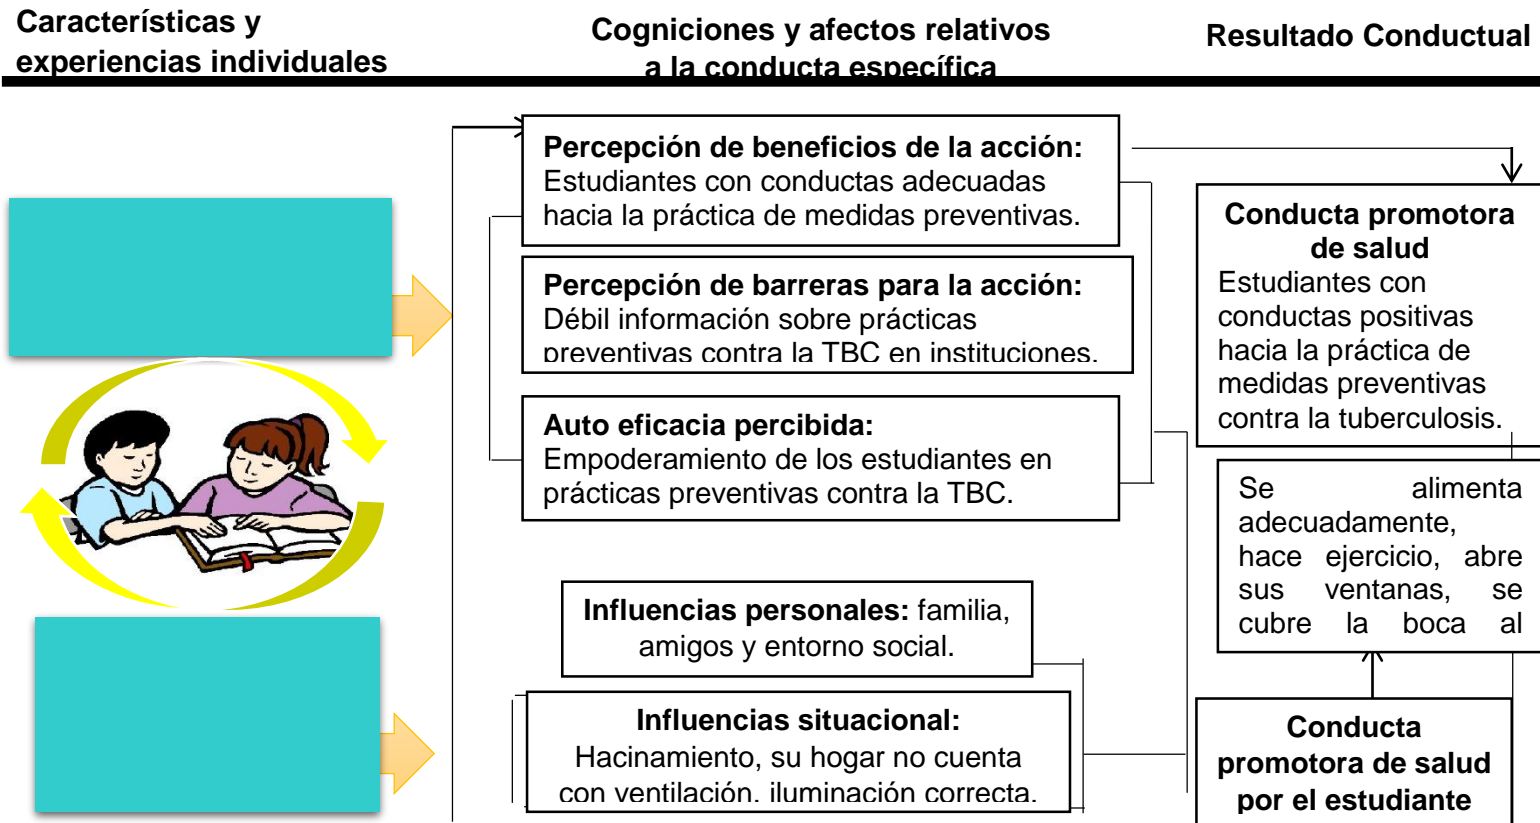 Características y
experiencias individuales
Cogniciones y afectos relativos
a la conducta específica
Resultado Conductual
Percepción de beneficios de la acción:
Estudiantes con conductas adecuadas
hacia la práctica de medidas preventivas.
Percepción de barreras para la acción:
Débil información sobre prácticas
preventivas contra la TBC en instituciones.
Auto eficacia percibida:
Empoderamiento de los estudiantes en
prácticas preventivas contra la TBC.
Influencias personales: familia,
amigos y entorno social.
Influencias situacional:
Hacinamiento, su hogar no cuenta
con ventilación, iluminación correcta.
Conducta promotora
de salud
Estudiantes con
conductas positivas
hacia la práctica de
medidas preventivas
contra la tuberculosis.
Se alimenta
adecuadamente,
hace ejercicio, abre
sus ventanas, se
cubre la boca al
Conducta
promotora de salud
por el estudiante